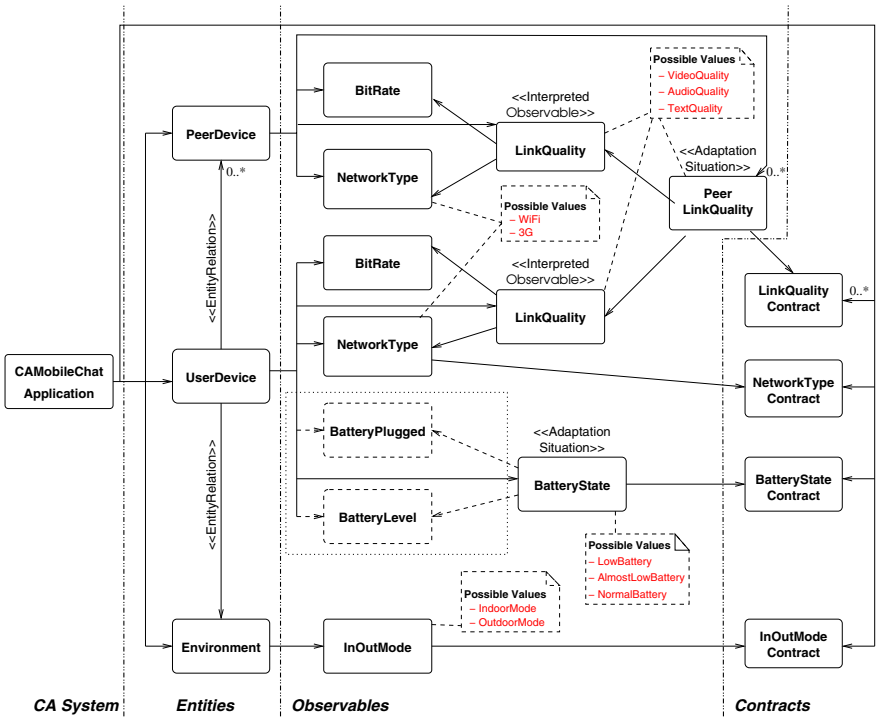 Possible Values
– VideoQuality
– AudioQuality
– TextQuality
BitRate
<<Interpreted
Observable>>
PeerDevice
LinkQuality
<<Adaptation
Situation>>
0..*
0..*
NetworkType
Peer
LinkQuality
Possible Values
– WiFi
– 3G
<<EntityRelation>>
BitRate
<<Interpreted
Observable>>
LinkQuality
Contract
0..*
LinkQuality
NetworkType
CAMobileChat
Application
UserDevice
NetworkType
Contract
BatteryPlugged
<<Adaptation
Situation>>
<<EntityRelation>>
BatteryState
BatteryState
Contract
BatteryLevel
Possible Values
– LowBattery
– AlmostLowBattery
– NormalBattery
Possible Values
– IndoorMode
– OutdoorMode
Environment
InOutMode
InOutMode
Contract
CA System
Entities
Observables
Contracts